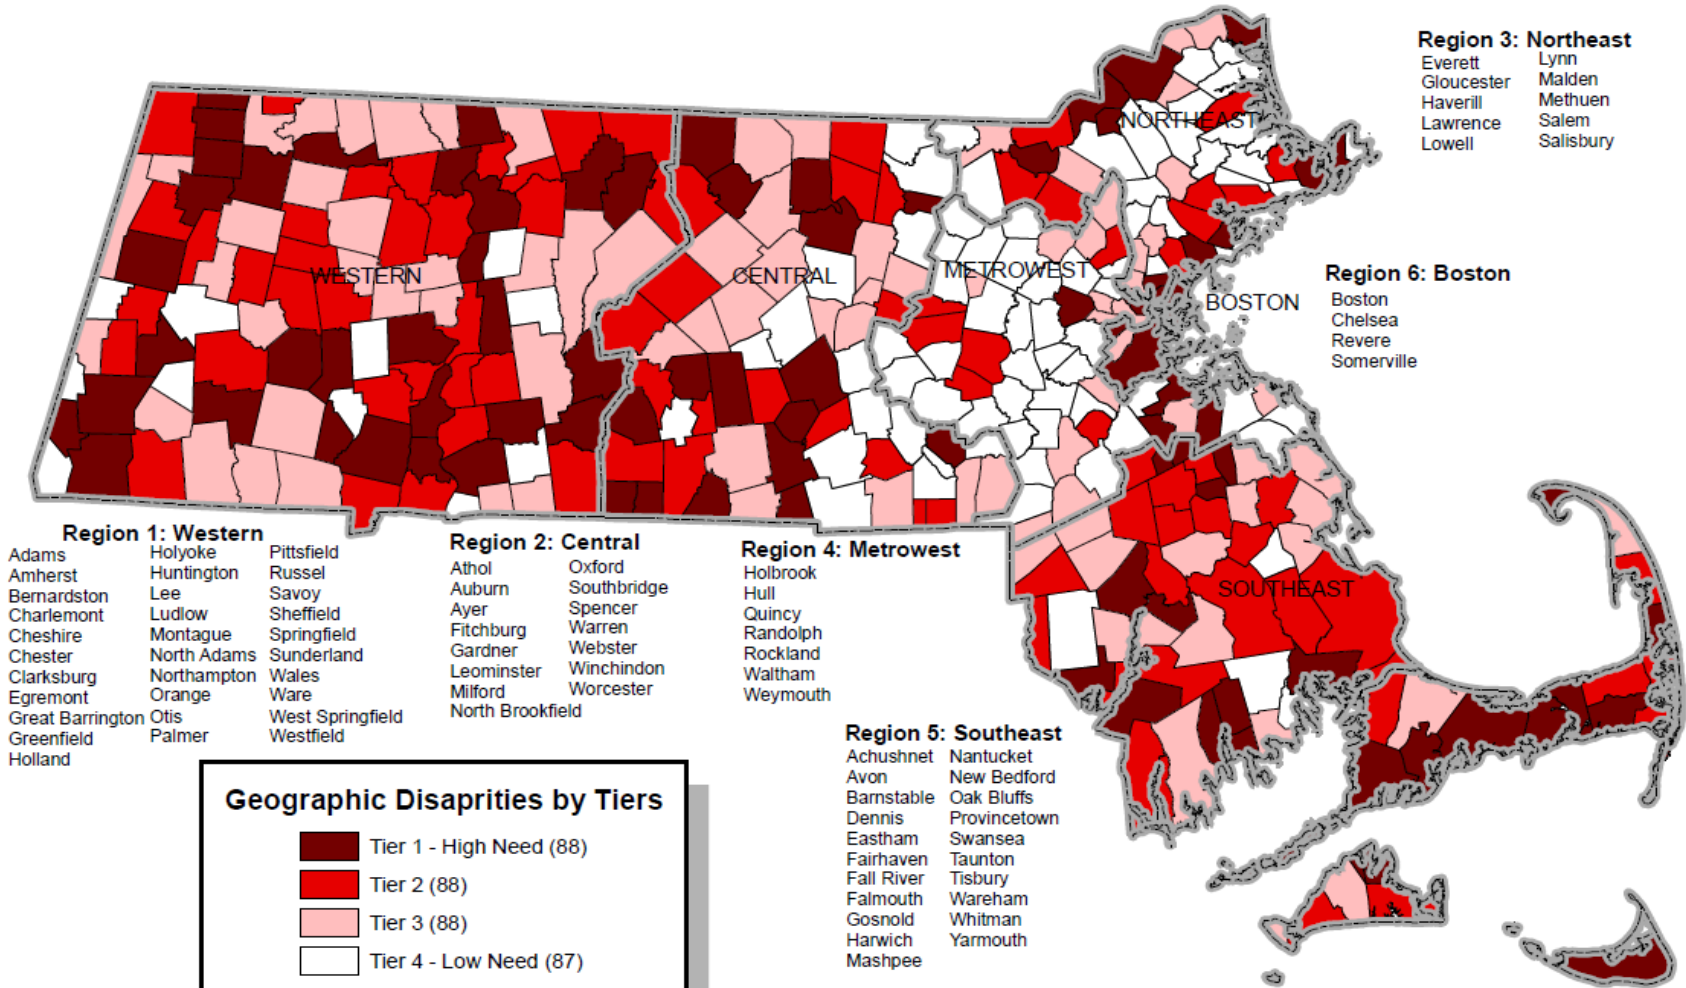 Region 3: Northeast
Everett Lynn
Gloucester Malden
Haverill Methuen
Lawrence Salem
Lowell Salisbury
NORTHEAST
WESTERN
CENTRAL
METROWEST
BOSTON
SOUTHEAST
Region 6: Boston
Boston
Chelsea
Revere
Somerville
Region 1: Western
Adams Holyoke Pittsfield
Amherst Huntington Russel
Bernardston Lee Savoy
Charlemont Ludlow Sheffield
Cheshire Montague Springfield
Chester North Adams Sunderland
Clarksburg Northampton Wales
Egremont Orange Ware
Great Barrington Otis West Springfield
Greenfield Palmer Westfield
Holland
Region 2: Central
Athol Oxford
Auburn Southbridge
Ayer Spencer
Fitchburg Warren
Gardner Webster
Leominster Winchindon
Milford Worcester
North Brookfield
Region 4: Metrowest
Holbrook
Hull
Quincy
Randolph
Rockland
Waltham
Weymouth
Region 5: Southeast
Achushnet Nantucket
Avon New Bedford
Barnstable Oak Bluffs
Dennis Provincetown
Eastham Swansea
Fairhaven Taunton
Fall River Tisbury
Falmouth Wareham
Gosnold Whitman
Harwich Yarmouth
Mashpee
Geographic Disaprities by Tiers
Tier 1 - High Need (88)
Tier 2 (88)
Tier 3 (88)
Tier 4 - Low Need (87)